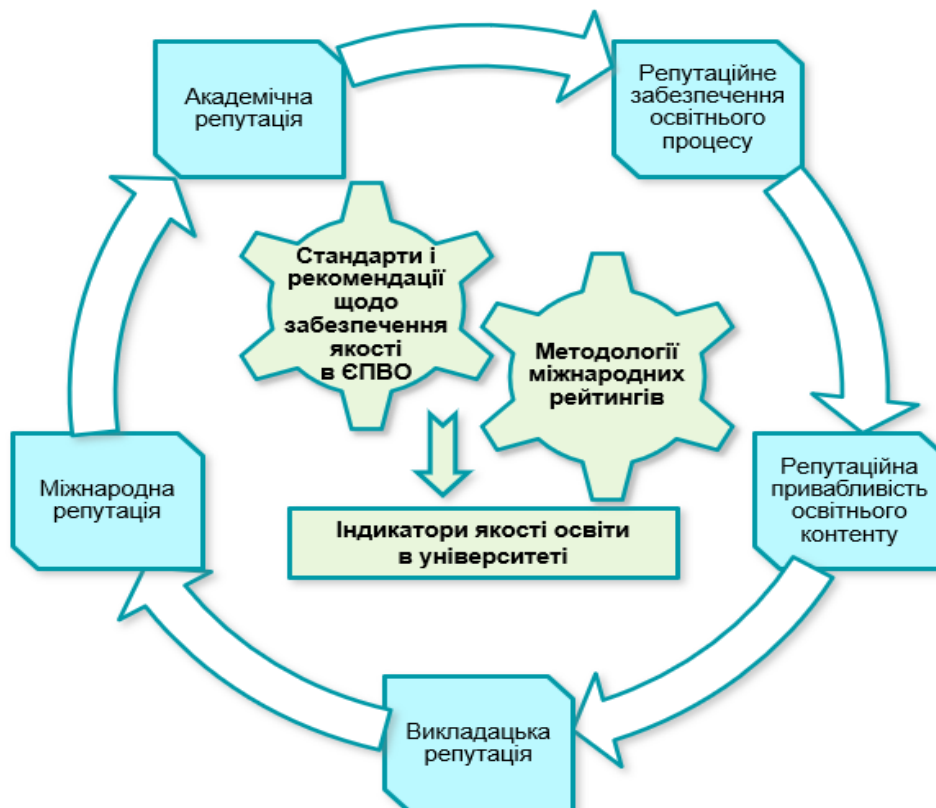 Академічна
репутація
Репутаційне
забезпечення
освітнього
процесу
Стандарти і
рекомендації
щодо
забезпечення
якості
в ЄПВО
Методології
міжнародних
рейтингів
Міжнародна
репутація
Репутаційна
привабливість
освітнього
контенту
Індикатори якості освіти
в університеті
Викладацька
репутація